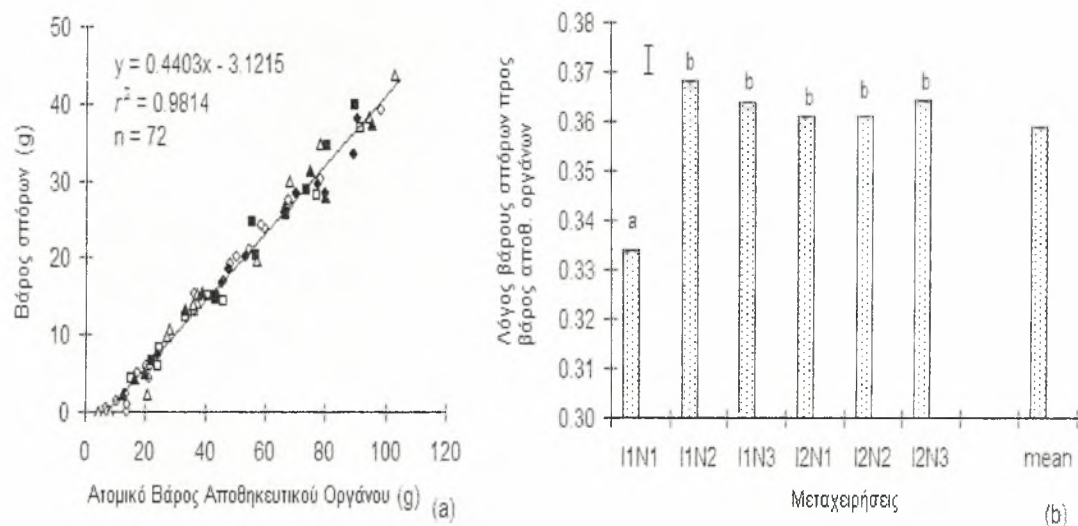 50
40
30
20
10
0
0 20 40 60 80 100 120
y = 0.4403x - 3.1215
r² = 0.9814
n = 72
Βάρος σπόρων (g)
Ατομικό Βάρος Αποθηκευτικού Οργάνου (g)
(a)
0.38
0.37
0.36
0.35
0.34
0.33
0.32
0.31
0.30
Λόγος βάρους σπόρων προς
βάρος αποθ. οργάνων
a b b b b b
I1N1 I1N2 I1N3 I2N1 I2N2 I2N3 mean
Μεταχειρήσεις
(b)